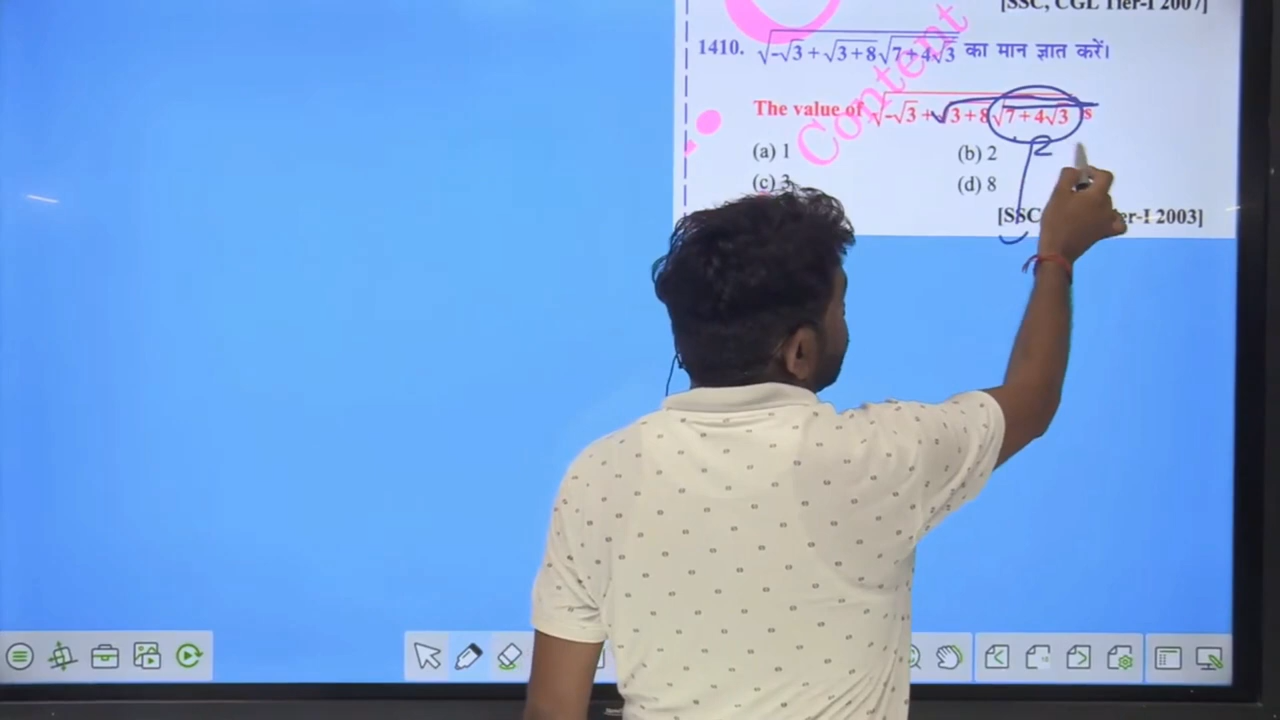 [SSC, CGL Tier-I 2007]
1410. √-√3+√3+8√7+4√3 का मान ज्ञात करें।
The value of √-√3+√3+8√7+4√3 is
(a) 1 (b) 2
(c) 3 (d) 8
[SSC er-I 2003]
Content
2